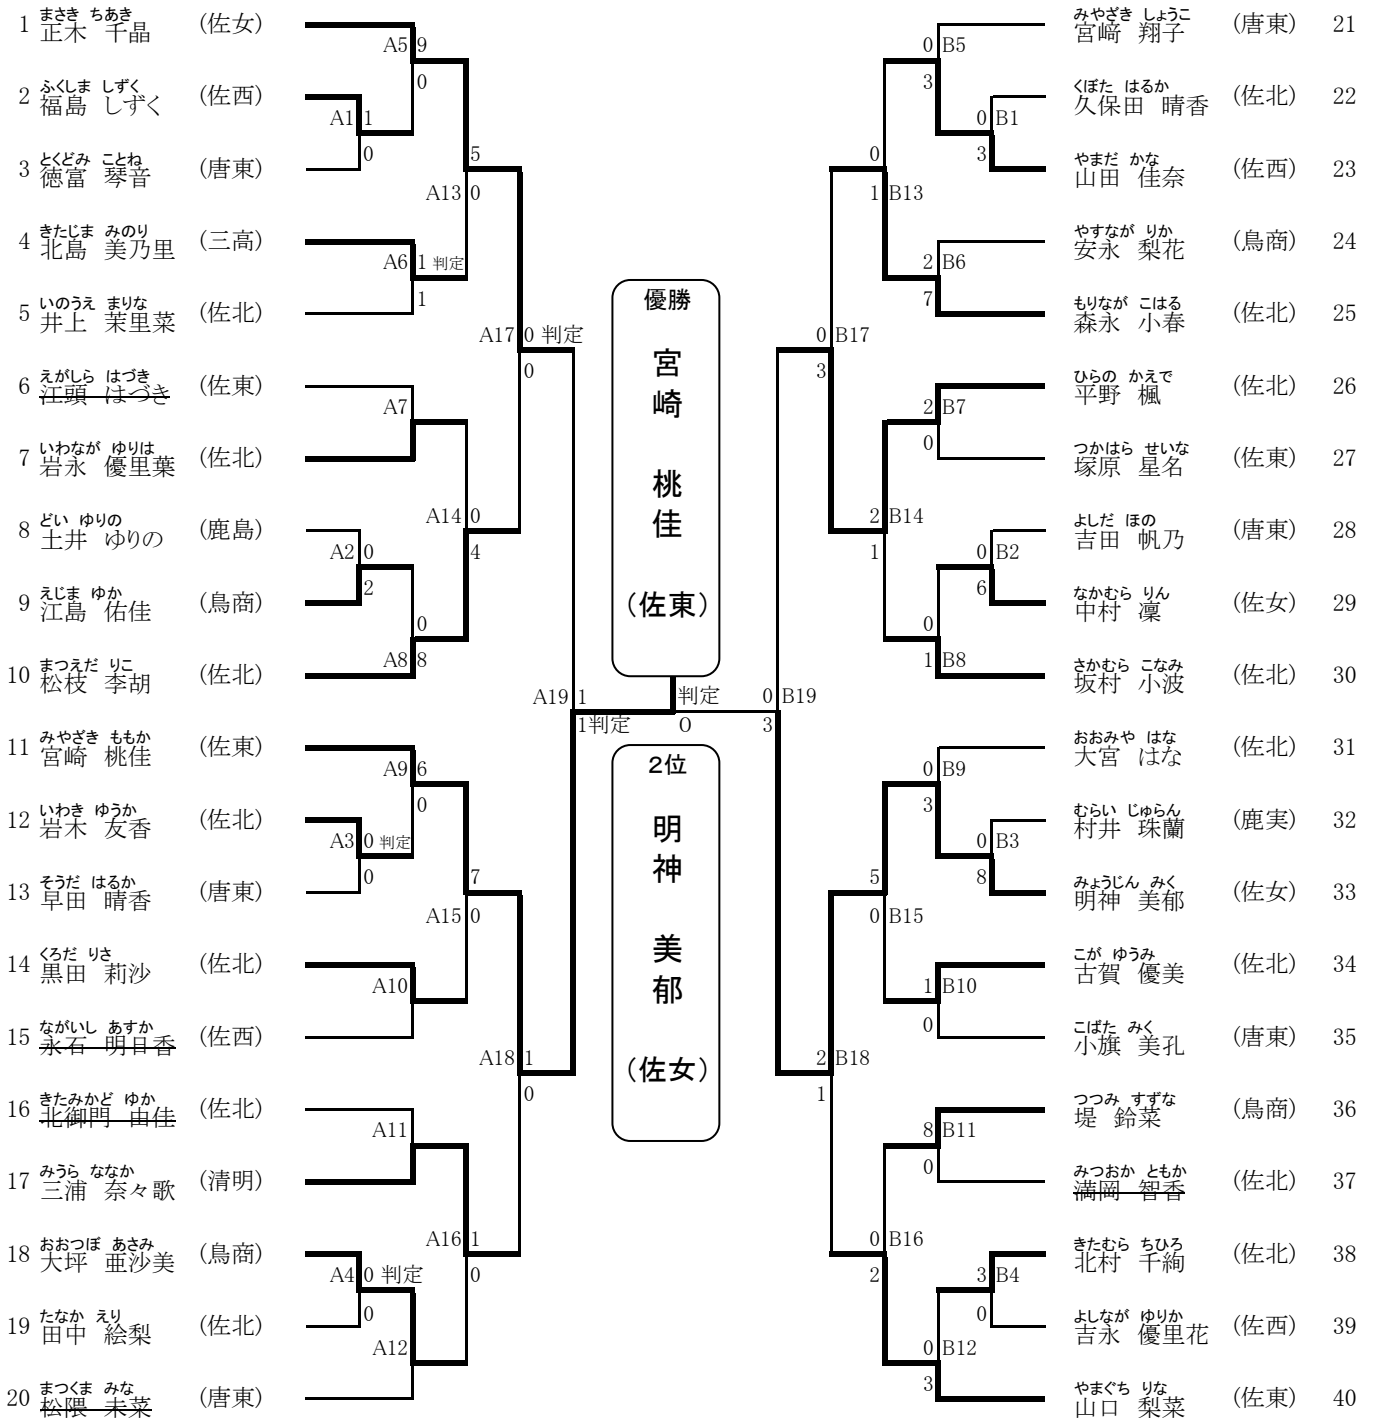 まさき ちあき
1 正木 千晶 (佐女)
A5 9
0
ふくしま しずく
2 福島 しずく (佐西)
A1 1
0
とくどみ ことね
3 徳富 琴音 (唐東)
5
A13 0
きたじま みのり
4 北島 美乃里 (三高)
A6 1 判定
1
いのうえ まりな
5 井上 茉里菜 (佐北)
A17 0 判定
0
えがしら はづき
6 江頭 はづき (佐東)
A7
いわなが ゆりは
7 岩永 優里葉 (佐北)
A14 0
4
どい ゆりの
8 土井 ゆりの (鹿島)
A2 0
2
えじま ゆか
9 江島 佑佳 (鳥商)
0
A8 8
まつえだ りこ
10 松枝 李胡 (佐北)
A19 1
1判定
みやざき ももか
11 宮崎 桃佳 (佐東)
A9 6
0
いわき ゆうか
12 岩木 友香 (佐北)
A3 0 判定
0
そうだ はるか
13 早田 晴香 (唐東)
7
A15 0
くろだ りさ
14 黒田 莉沙 (佐北)
A10
ながいし あすか
15 永石 明日香 (佐西)
A18 1
0
きたみかど ゆか
16 北御門 由佳 (佐北)
A11
みうら ななか
17 三浦 奈々歌 (清明)
A16 1
0
おおつぼ あさみ
18 大坪 亜沙美 (鳥商)
A4 0 判定
0
たなか えり
19 田中 絵梨 (佐北)
A12
まつくま みな
20 松隈 未菜 (唐東)
優勝
宮崎 桃佳
(佐東)
判定
0
2位
明神 美郁
(佐女)
みやざき しょうこ
宮﨑 翔子 (唐東) 21
0 B5
3
くぼた はるか
久保田 晴香 (佐北) 22
0 B1
3
やまだ かな
山田 佳奈 (佐西) 23
0
1 B13
やすなが りか
安永 梨花 (鳥商) 24
2 B6
7
もりなが こはる
森永 小春 (佐北) 25
0 B17
3
ひらの かえで
平野 楓 (佐北) 26
2 B7
0
つかはら せいな
塚原 星名 (佐東) 27
2 B14
1
よしだ ほの
吉田 帆乃 (唐東) 28
0 B2
6
なかむら りん
中村 凜 (佐女) 29
0
1 B8
さかむら こなみ
坂村 小波 (佐北) 30
0 B19
3
おおみや はな
大宮 はな (佐北) 31
0 B9
3
むらい じゅらん
村井 珠蘭 (鹿実) 32
0 B3
8
みょうじん みく
明神 美郁 (佐女) 33
5
0 B15
こが ゆうみ
古賀 優美 (佐北) 34
1 B10
0
こばた みく
小旗 美孔 (唐東) 35
2 B18
1
つつみ すずな
堤 鈴菜 (鳥商) 36
8 B11
0
みつおか ともか
満岡 智香 (佐北) 37
0 B16
2
きたむら ちひろ
北村 千絢 (佐北) 38
3 B4
0
よしなが ゆりか
吉永 優里花 (佐西) 39
0 B12
3
やまぐち りな
山口 梨菜 (佐東) 40